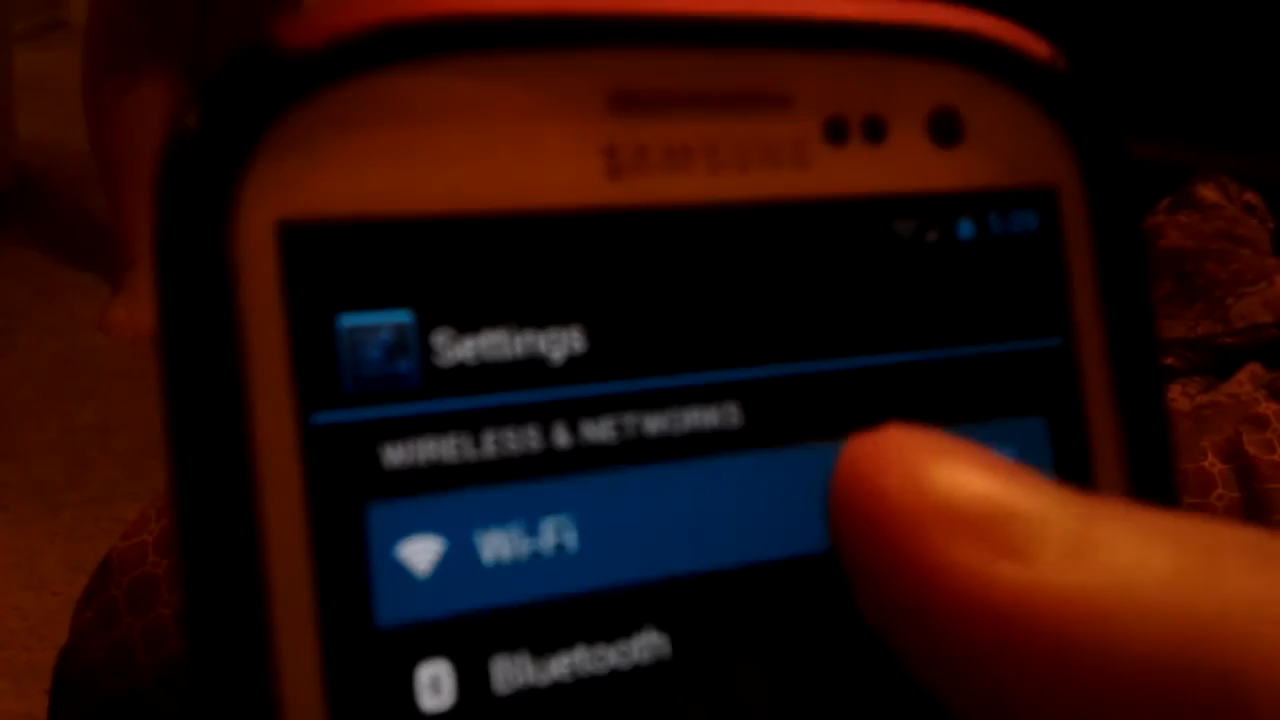 SAMSUNG
Settings
WIRELESS & NETWORKS
Wi-Fi
Bluetooth